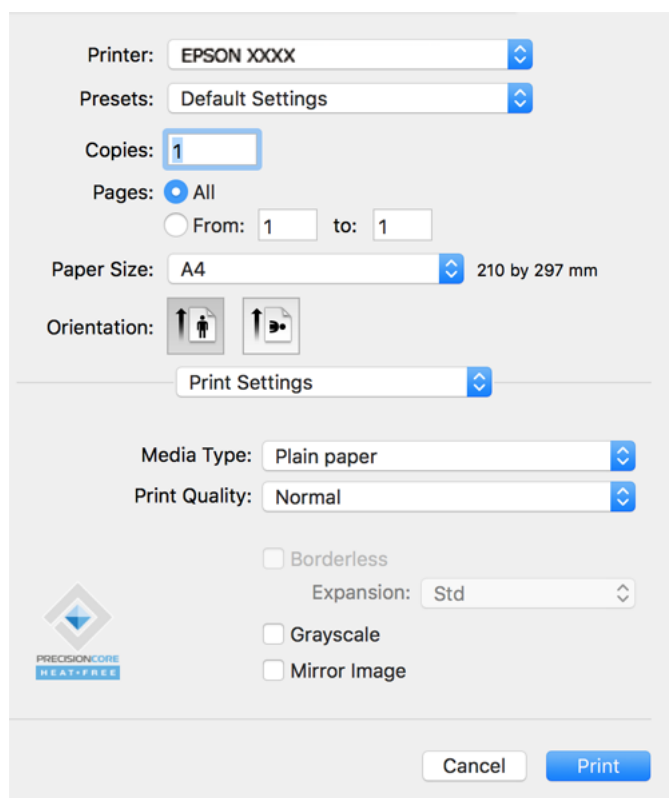 Printer: EPSON XXXX
Presets: Default Settings
Copies: 1
Pages: All
From: 1 to: 1
Paper Size: A4 210 by 297 mm
Orientation:
Print Settings
Media Type: Plain paper
Print Quality: Normal
Borderless
Expansion: Std
Grayscale
Mirror Image
PRECISIONCORE
HEAT•FREE
Cancel Print